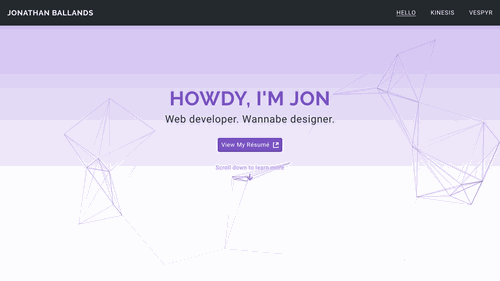 JONATHAN BALLANDS
HELLO
KINESIS
VESPYR
HOWDY, I'M JON
Web developer. Wannabe designer.
View My Résumé
Scroll down to learn more